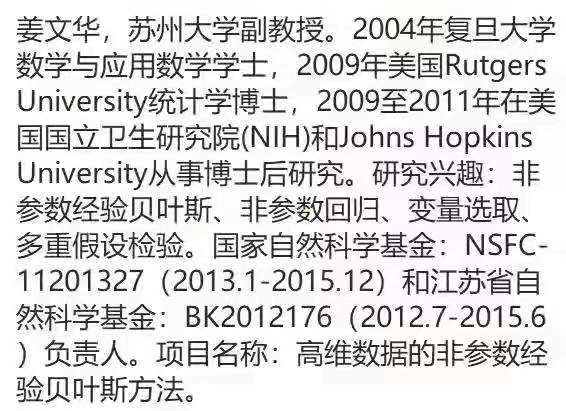 姜文华，苏州大学副教授。2004年复旦大学
数学与应用数学学士，2009年美国Rutgers
University统计学博士，2009至2011年在美
国国立卫生研究院(NIH)和Johns Hopkins
University从事博士后研究。研究兴趣：非
参数经验贝叶斯、非参数回归、变量选取、
多重假设检验。国家自然科学基金：NSFC-
11201327（2013.1-2015.12）和江苏省自
然科学基金：BK2012176（2012.7-2015.6
）负责人。项目名称：高维数据的非参数经
验贝叶斯方法。